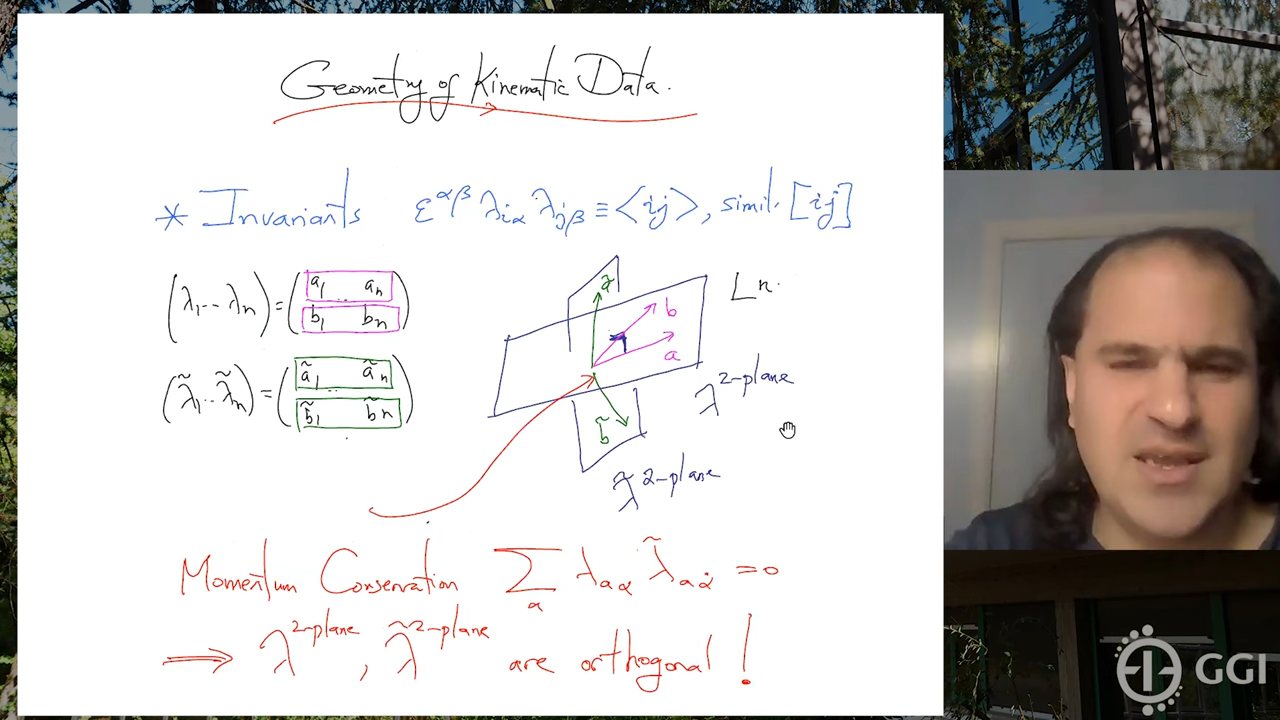 Geometry of Kinematic Data.
* Invariants ε^{αβ} λ_{iα} λ_{jβ} ≡ <ij>, simil. [ij]
(λ_1 ... λ_n) = ( a_1 ... a_n
b_1 b_n )
(λ̃_1 .. λ̃_n) = ( ã_1 ... ã_n
b̃_1 b̃_n )
ã
b
a
b̃
n.
λ 2-plane
λ̃ 2-plane
Momentum Conservation Σ_a λ_{aα} λ̃_{aα̇} = 0
⇒ λ 2-plane, λ̃ 2-plane are orthogonal!
GGI